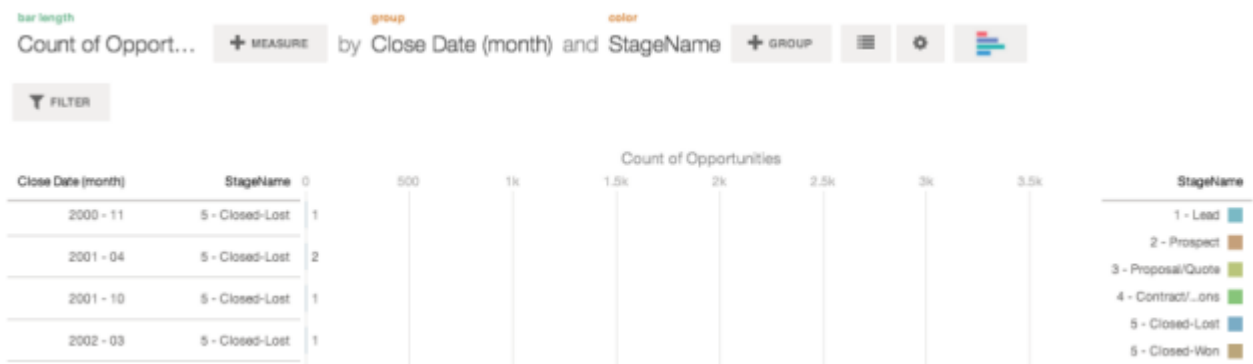 bar length group color
Count of Opport... + MEASURE by Close Date (month) and StageName + GROUP
FILTER
Count of Opportunities
Close Date (month) StageName 0 500 1k 1.5k 2k 2.5k 3k 3.5k StageName
2000 - 11 5 - Closed-Lost 1 1 - Lead
2 - Prospect
2001 - 04 5 - Closed-Lost 2 3 - Proposal/Quote
2001 - 10 5 - Closed-Lost 1 4 - Contract/...ons
5 - Closed-Lost
2002 - 03 5 - Closed-Lost 1 5 - Closed-Won